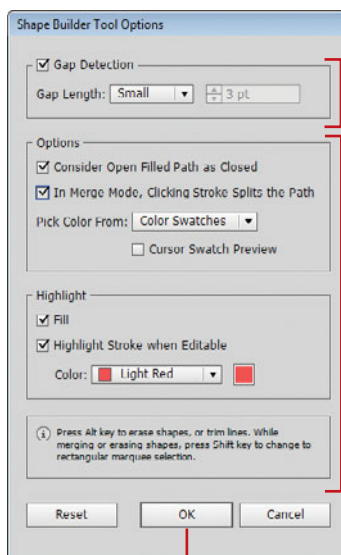 Shape Builder Tool Options
Gap Detection
Gap Length: Small 3 pt
Options
Consider Open Filled Path as Closed
In Merge Mode, Clicking Stroke Splits the Path
Pick Color From: Color Swatches
Cursor Swatch Preview
Highlight
Fill
Highlight Stroke when Editable
Color: Light Red
Press Alt key to erase shapes, or trim lines. While
merging or erasing shapes, press Shift key to change to
rectangular marquee selection.
Reset OK Cancel